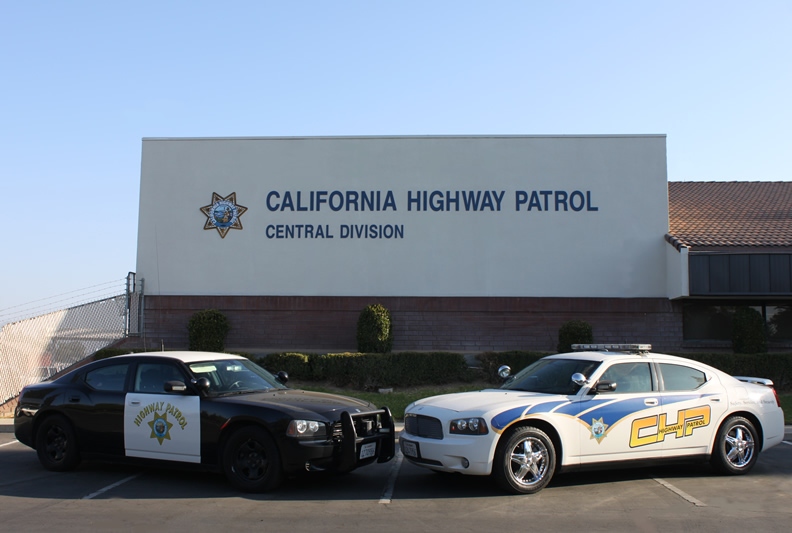 CALIFORNIA HIGHWAY PATROL
CENTRAL DIVISION
HIGHWAY PATROL
CHP
HIGHWAY PATROL